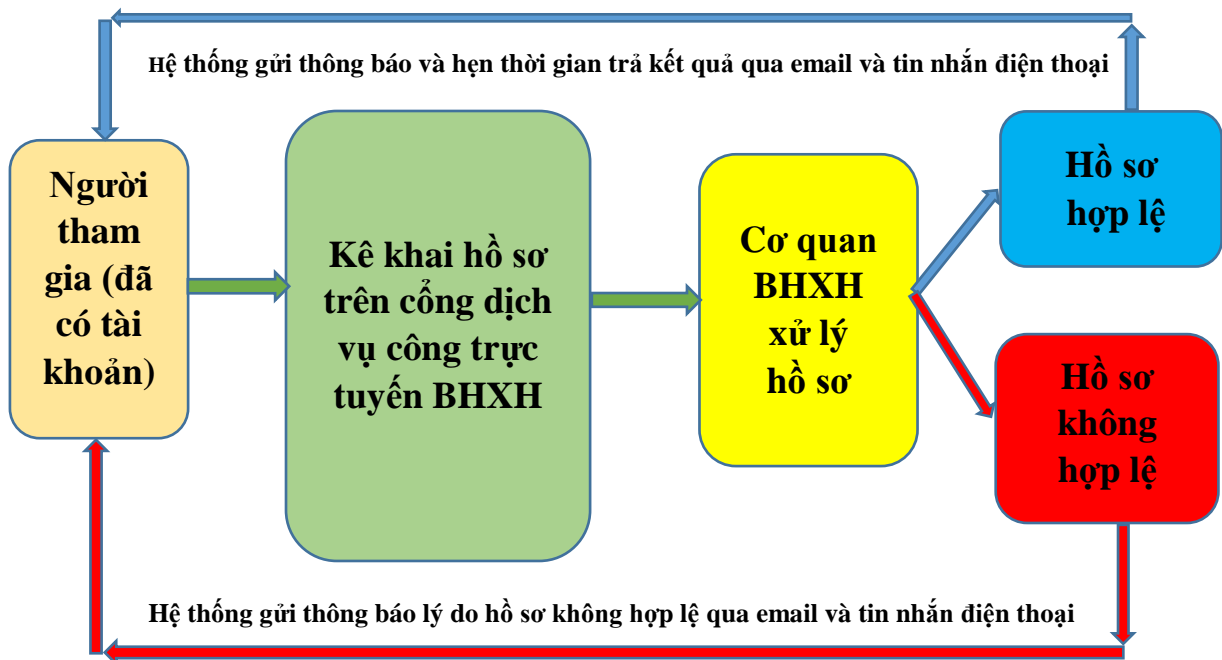 Hệ thống gửi thông báo và hẹn thời gian trả kết quả qua email và tin nhắn điện thoại
Người
tham
gia (đã
có tài
khoản)
Kê khai hồ sơ
trên cổng dịch
vụ công trực
tuyến BHXH
Cơ quan
BHXH
xử lý
hồ sơ
Hồ sơ
hợp lệ
Hồ sơ
không
hợp lệ
Hệ thống gửi thông báo lý do hồ sơ không hợp lệ qua email và tin nhắn điện thoại